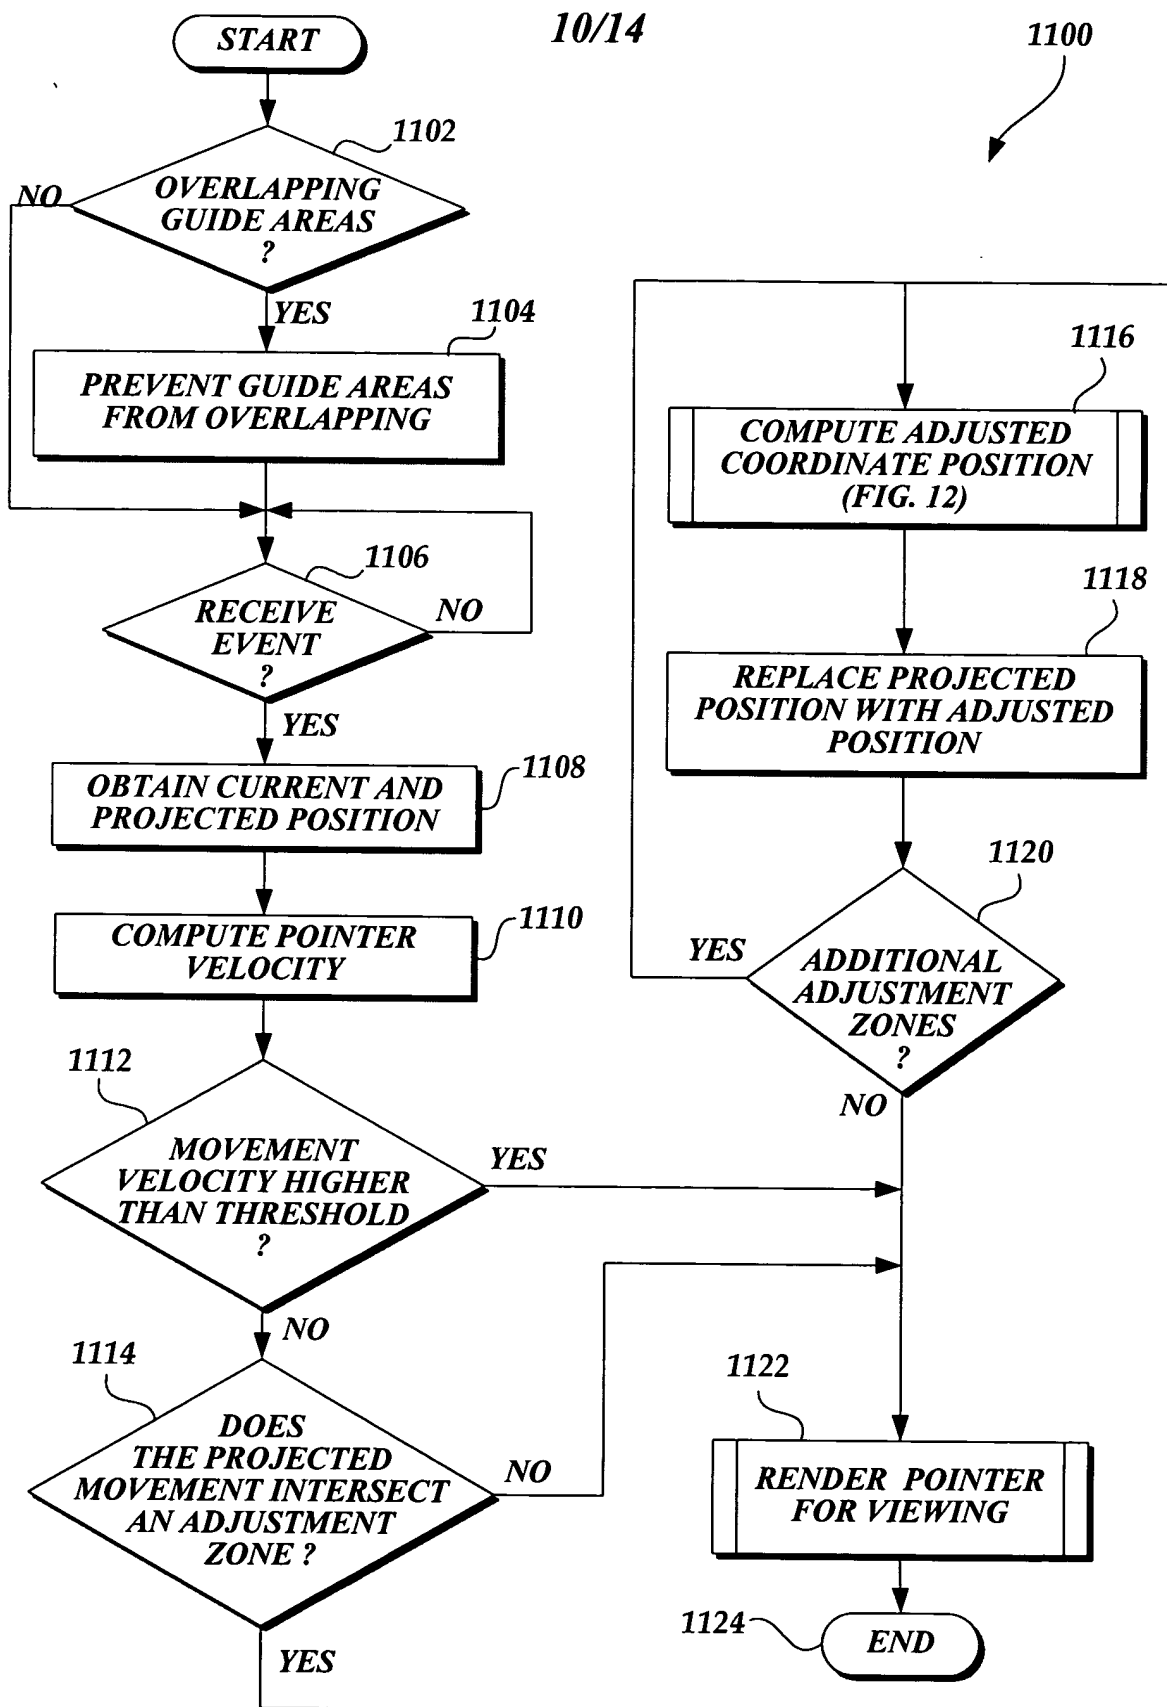 10/14
1100
START
1102
OVERLAPPING
GUIDE AREAS
?
NO
YES
1104
PREVENT GUIDE AREAS
FROM OVERLAPPING
1106
RECEIVE
EVENT
?
NO
YES
1108
OBTAIN CURRENT AND
PROJECTED POSITION
1110
COMPUTE POINTER
VELOCITY
1112
MOVEMENT
VELOCITY HIGHER
THAN THRESHOLD
?
YES
NO
1114
DOES
THE PROJECTED
MOVEMENT INTERSECT
AN ADJUSTMENT
ZONE ?
NO
YES
1116
COMPUTE ADJUSTED
COORDINATE POSITION
(FIG. 12)
1118
REPLACE PROJECTED
POSITION WITH ADJUSTED
POSITION
1120
ADDITIONAL
ADJUSTMENT
ZONES
?
YES
NO
1122
RENDER POINTER
FOR VIEWING
1124
END